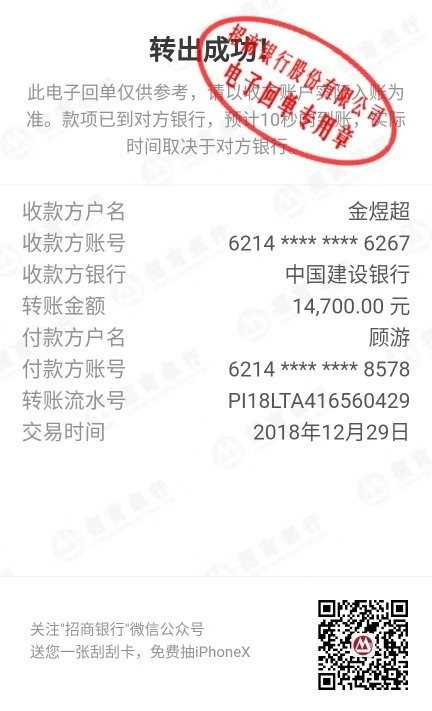 转出成功!
招商银行股份有限公司
电子回单专用章
此电子回单仅供参考，请以收款账户实际入账为
准。款项已到对方银行，预计10秒内到账，实际
时间取决于对方银行。
收款方户名 金煜超
收款方账号 6214 **** **** 6267
收款方银行 中国建设银行
转账金额 14,700.00 元
付款方户名 顾游
付款方账号 6214 **** **** 8578
转账流水号 PI18LTA416560429
交易时间 2018年12月29日
关注"招商银行"微信公众号
送您一张刮刮卡，免费抽iPhoneX
招商银行